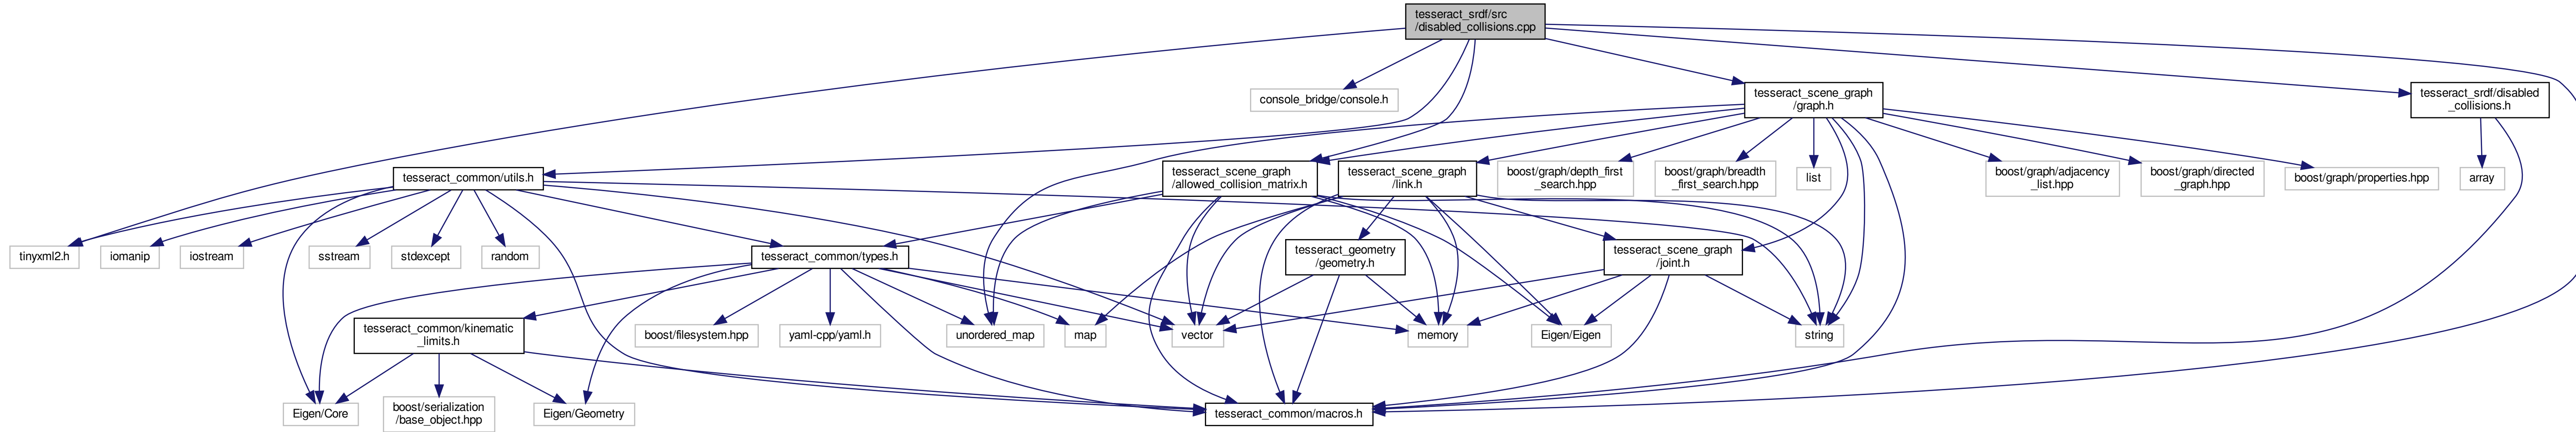 tesseract_srdf/src
/disabled_collisions.cpp
console_bridge/console.h
tesseract_scene_graph
/graph.h
tesseract_srdf/disabled
_collisions.h
tesseract_common/utils.h
tesseract_scene_graph
/allowed_collision_matrix.h
tesseract_scene_graph
/link.h
boost/graph/depth_first
_search.hpp
boost/graph/breadth
_first_search.hpp
list
boost/graph/adjacency
_list.hpp
boost/graph/directed
_graph.hpp
boost/graph/properties.hpp
array
tinyxml2.h
iomanip
iostream
sstream
stdexcept
random
tesseract_common/types.h
tesseract_geometry
/geometry.h
tesseract_scene_graph
/joint.h
tesseract_common/kinematic
_limits.h
boost/filesystem.hpp
yaml-cpp/yaml.h
unordered_map
map
vector
memory
Eigen/Eigen
string
Eigen/Core
boost/serialization
/base_object.hpp
Eigen/Geometry
tesseract_common/macros.h